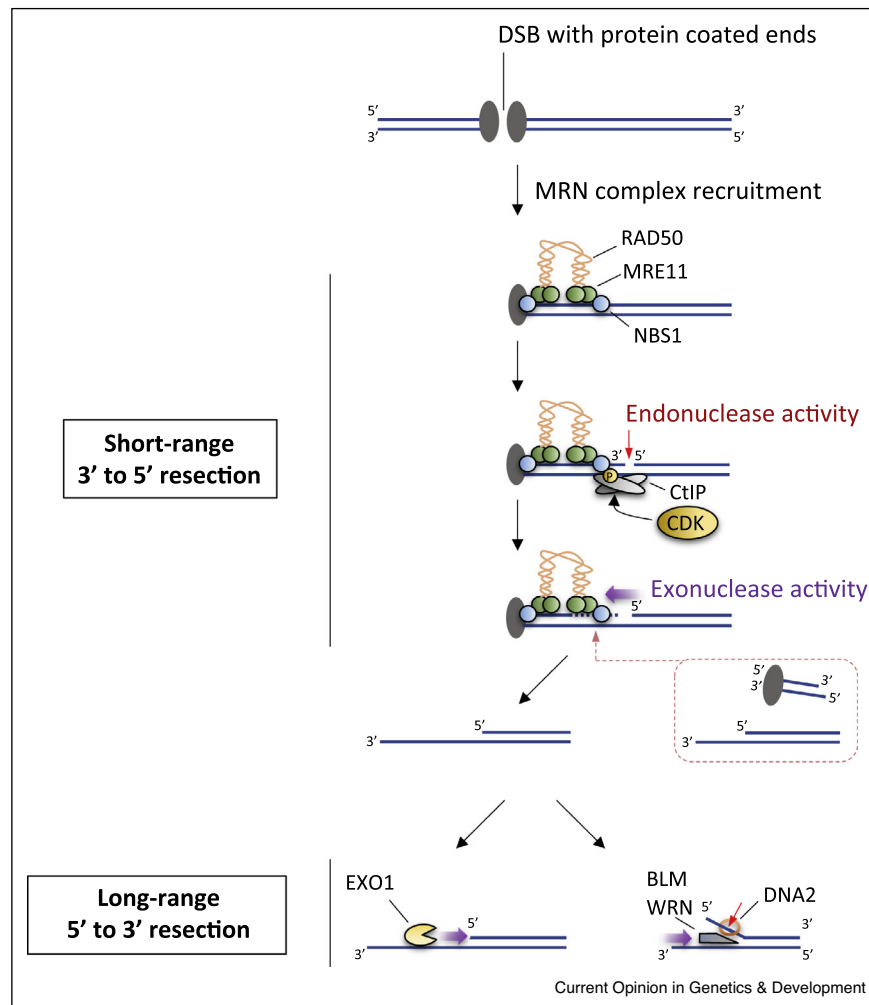 DSB with protein coated ends
5’ 3’
3’ 5’
MRN complex recruitment
RAD50
MRE11
NBS1
Endonuclease activity
3’ 5’
P
CtIP
CDK
Short-range
3’ to 5’ resection
Exonuclease activity
5’
5’
3’ 3’
5’
5’
3’
5’
3’
EXO1
5’
3’
BLM
WRN
DNA2
5’
3’
3’ 5’
Long-range
5’ to 3’ resection
Current Opinion in Genetics & Development